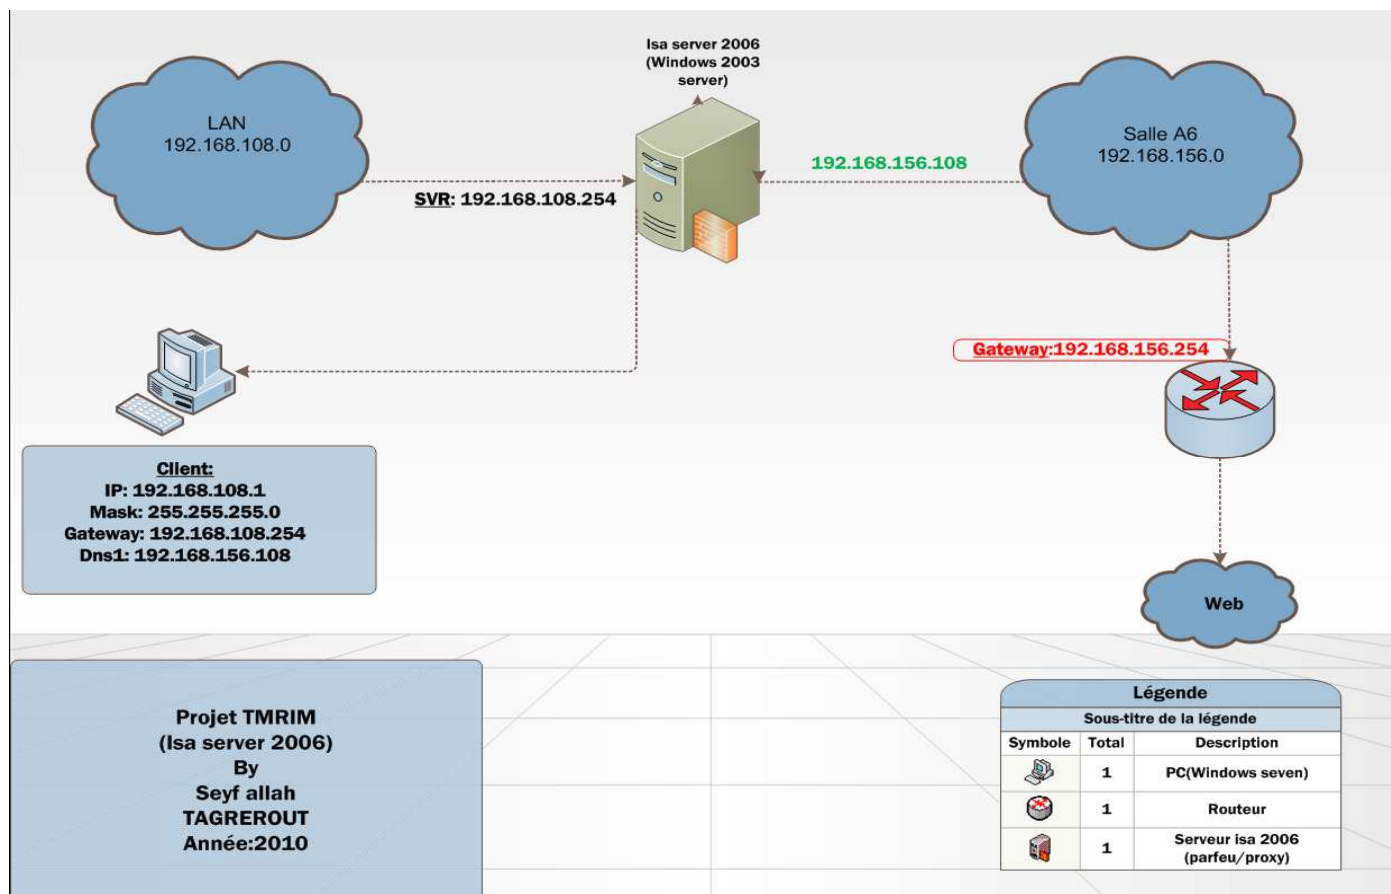 Isa server 2006
(Windows 2003
server)
LAN
192.168.108.0
Salle A6
192.168.156.0
192.168.156.108
SVR: 192.168.108.254
Gateway:192.168.156.254
Client:
IP: 192.168.108.1
Mask: 255.255.255.0
Gateway: 192.168.108.254
Dns1: 192.168.156.108
Web
Projet TMRIM
(Isa server 2006)
By
Seyf allah
TAGREROUT
Année:2010
Légende
Sous-titre de la légende
Symbole Total Description
1 PC(Windows seven)
1 Routeur
1 Serveur isa 2006
(parfeu/proxy)